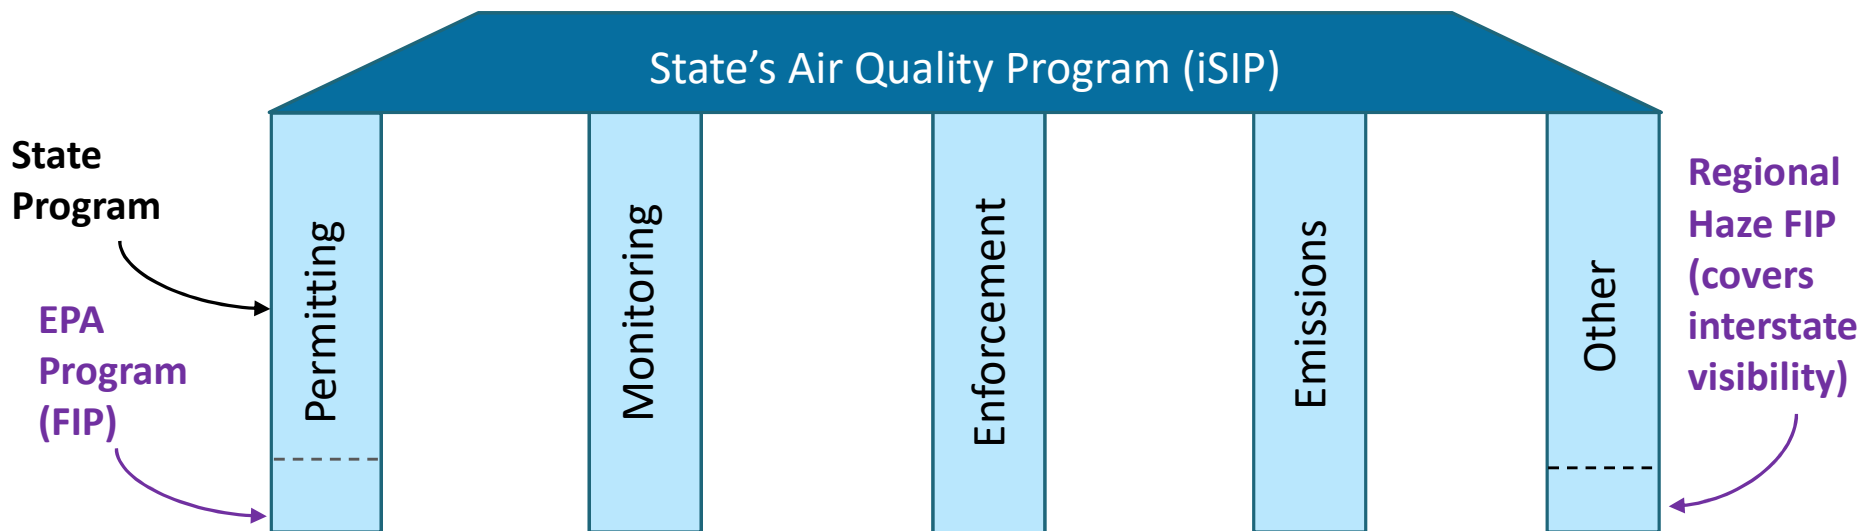 State’s Air Quality Program (iSIP)
State
Program
EPA
Program
(FIP)
Permitting
Monitoring
Enforcement
Emissions
Other
Regional
Haze FIP
(covers
interstate
visibility)